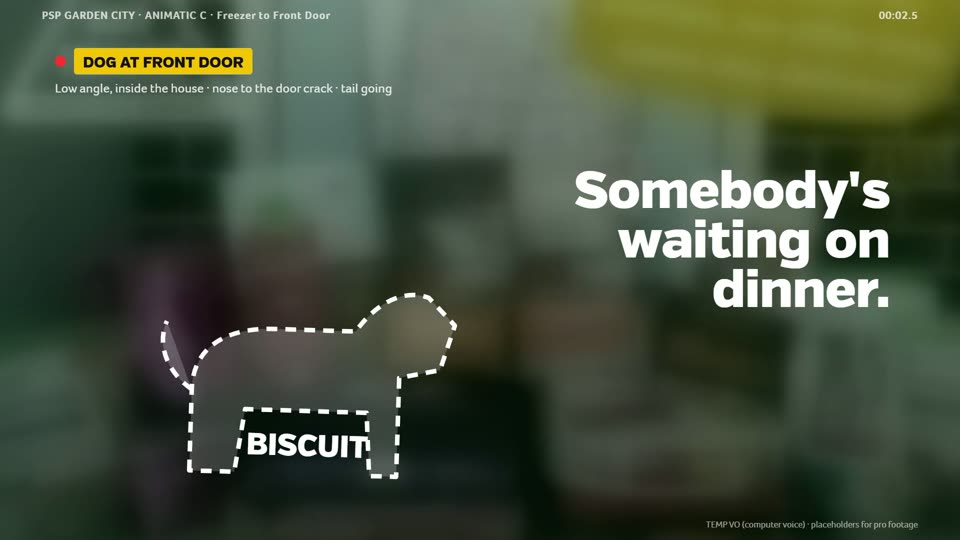 PSP GARDEN CITY · ANIMATIC C · Freezer to Front Door
00:02.5
DOG AT FRONT DOOR
Low angle, inside the house · nose to the door crack · tail going
Somebody's
waiting on
dinner.
BISCUIT
TEMP VO (computer voice) · placeholders for pro footage